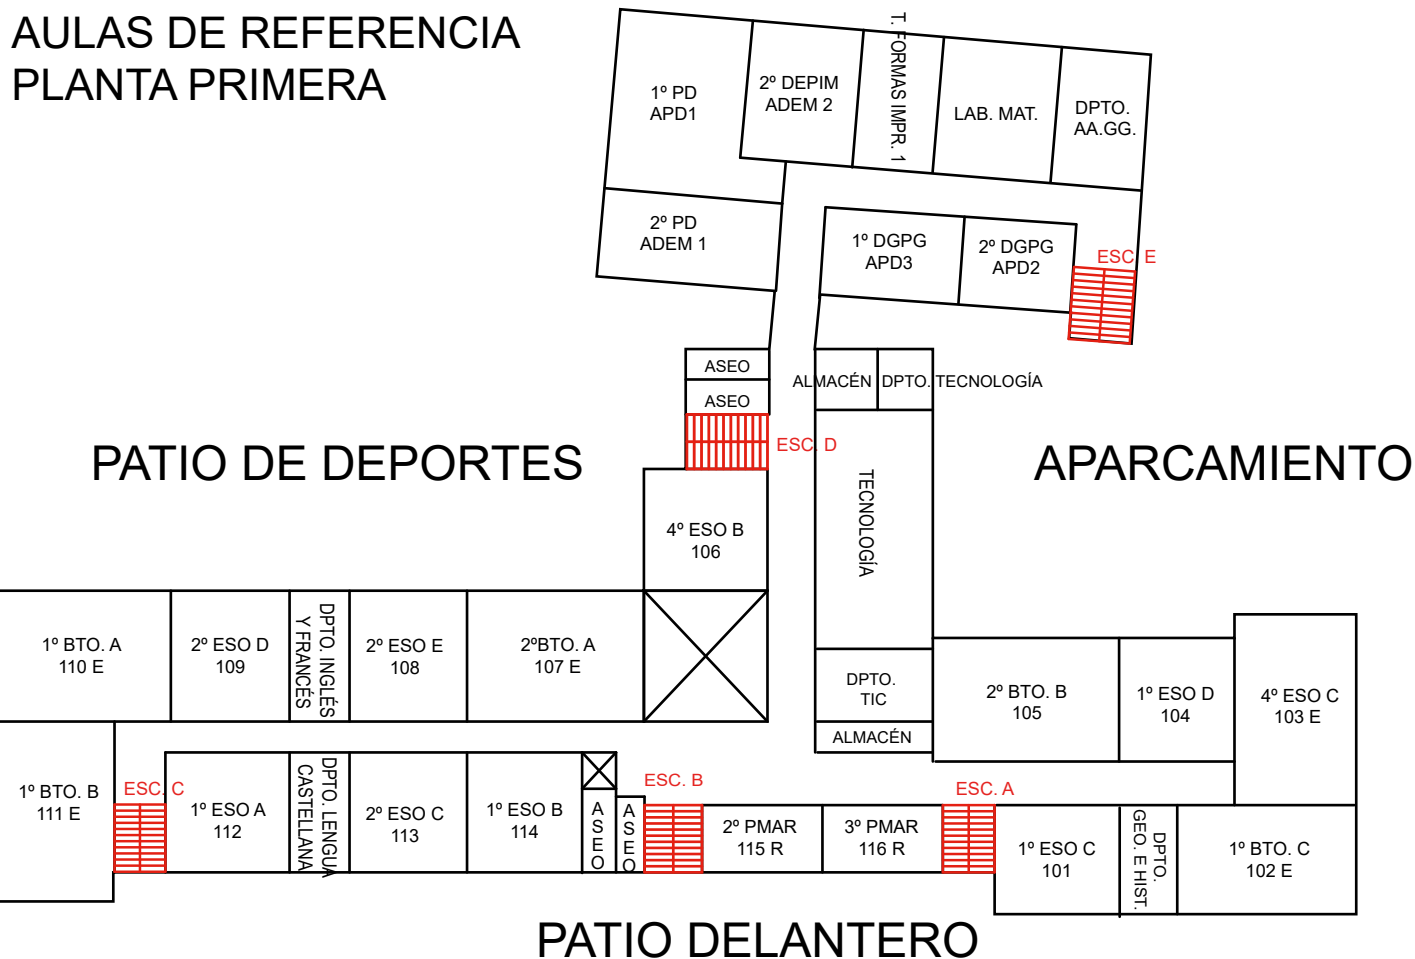 AULAS DE REFERENCIA
PLANTA PRIMERA
1º PD
APD1
2º DEPIM
ADEM 2
T. FORMAS IMPR. 1
LAB. MAT.
DPTO.
AA.GG.
2º PD
ADEM 1
1º DGPG
APD3
2º DGPG
APD2
ESC. E
ASEO
ASEO
ALMACÉN
DPTO. TECNOLOGÍA
ESC. D
PATIO DE DEPORTES
APARCAMIENTO
TECNOLOGÍA
4º ESO B
106
1º BTO. A
110 E
2º ESO D
109
DPTO. INGLÉS
Y FRANCÉS
2º ESO E
108
2ºBTO. A
107 E
DPTO.
TIC
ALMACÉN
2º BTO. B
105
1º ESO D
104
4º ESO C
103 E
1º BTO. B
111 E
ESC. C
1º ESO A
112
DPTO. LENGUA
CASTELLANA
2º ESO C
113
1º ESO B
114
ASEO
ASEO
ESC. B
2º PMAR
115 R
3º PMAR
116 R
ESC. A
1º ESO C
101
DPTO.
GEO. E HIST.
1º BTO. C
102 E
PATIO DELANTERO